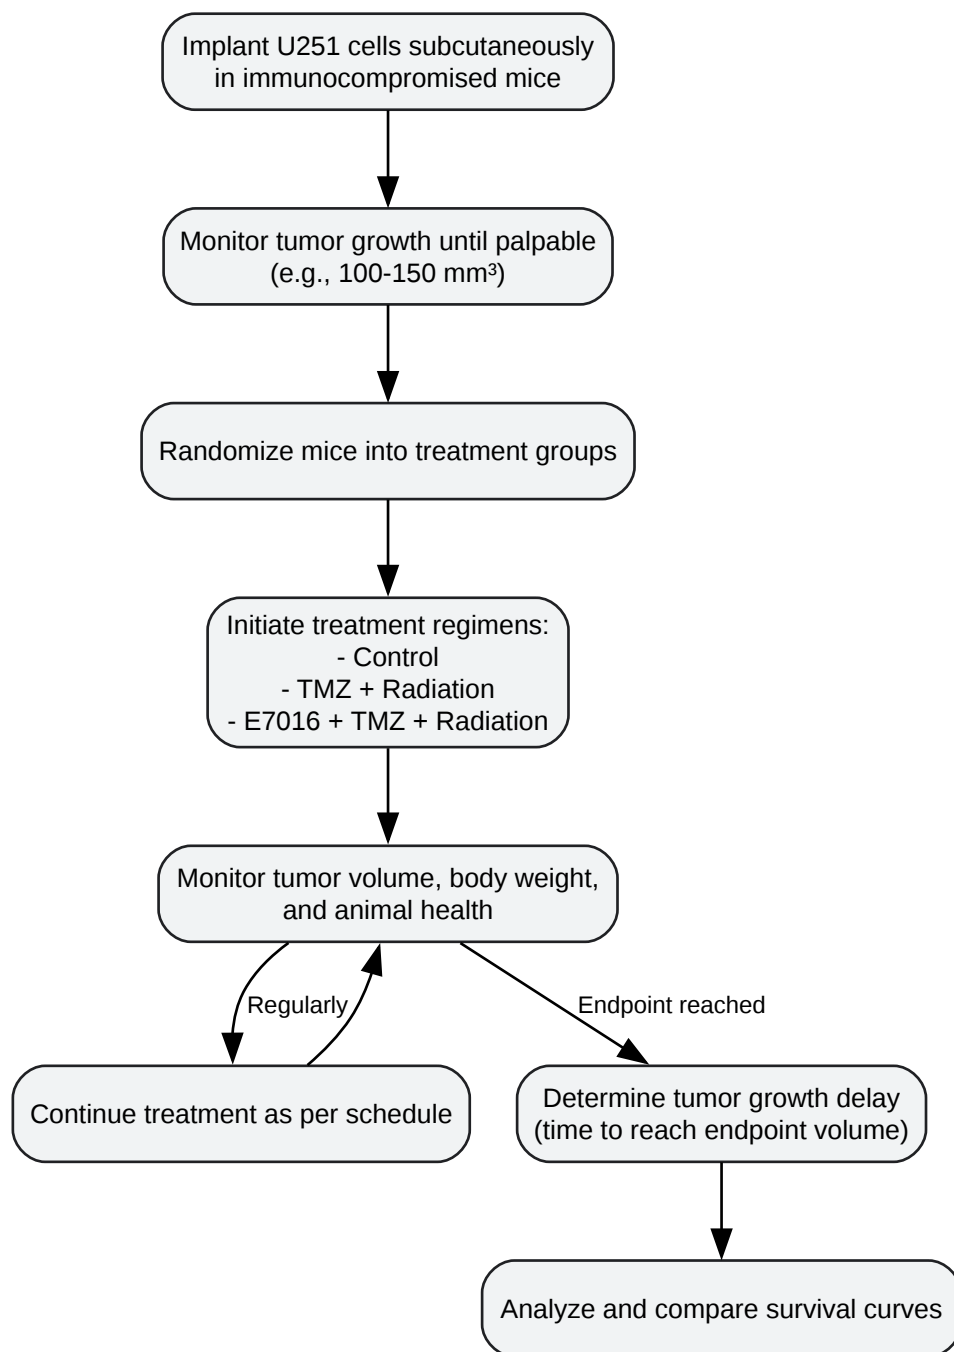 Implant U251 cells subcutaneously
in immunocompromised mice
Monitor tumor growth until palpable
(e.g., 100-150 mm³)
Randomize mice into treatment groups
Initiate treatment regimens:
- Control
- TMZ + Radiation
- E7016 + TMZ + Radiation
Monitor tumor volume, body weight,
and animal health
Regularly
Endpoint reached
Continue treatment as per schedule
Determine tumor growth delay
(time to reach endpoint volume)
Analyze and compare survival curves